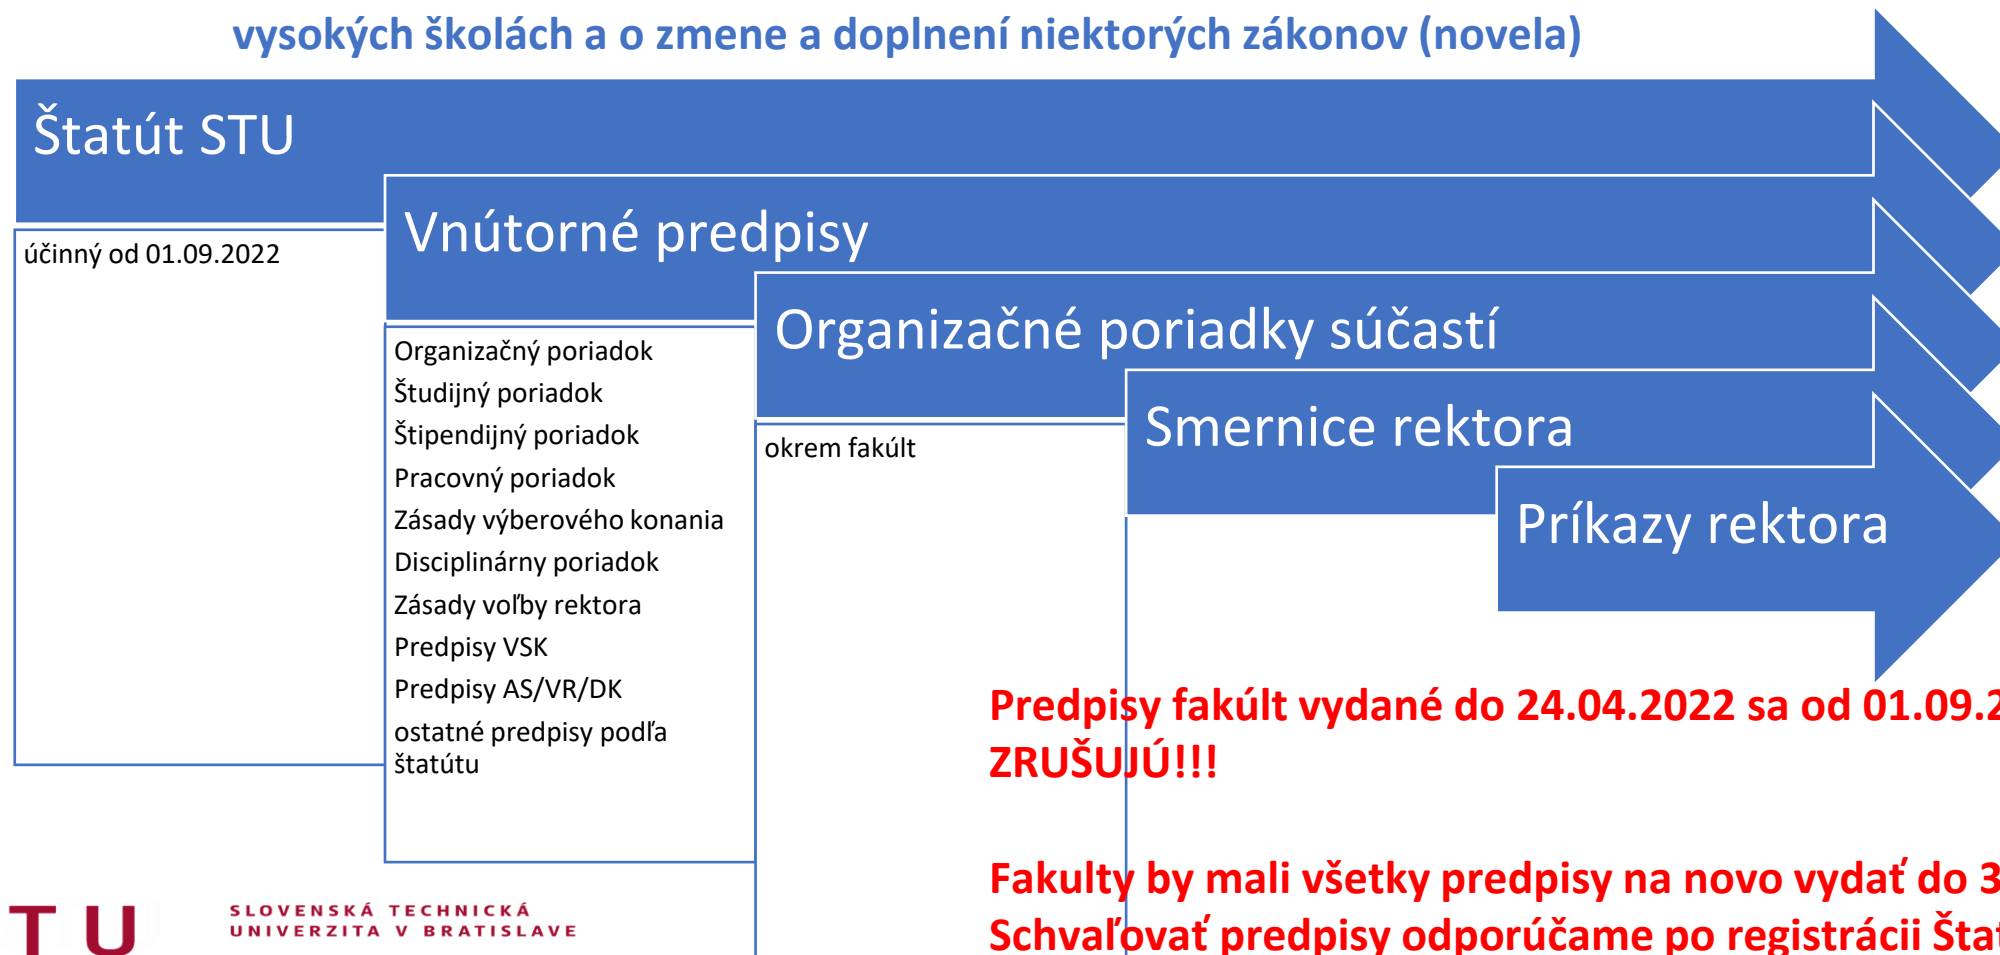 vysokých školách a o zmene a doplnení niektorých zákonov (novela)
Štatút STU
účinný od 01.09.2022
Vnútorné predpisy
Organizačný poriadok
Študijný poriadok
Štipendijný poriadok
Pracovný poriadok
Zásady výberového konania
Disciplinárny poriadok
Zásady voľby rektora
Predpisy VSK
Predpisy AS/VR/DK
ostatné predpisy podľa
štatútu
Organizačné poriadky súčastí
okrem fakúlt
Smernice rektora
Príkazy rektora
Predpisy fakúlt vydané do 24.04.2022 sa od
ZRUŠUJÚ!!!
Fakulty by mali všetky predpisy na novo vydať do
Schvaľovať predpisy odporúčame po registrácii
T U
SLOVENSKÁ TECHNICKÁ
UNIVERZITA V BRATISLAVE